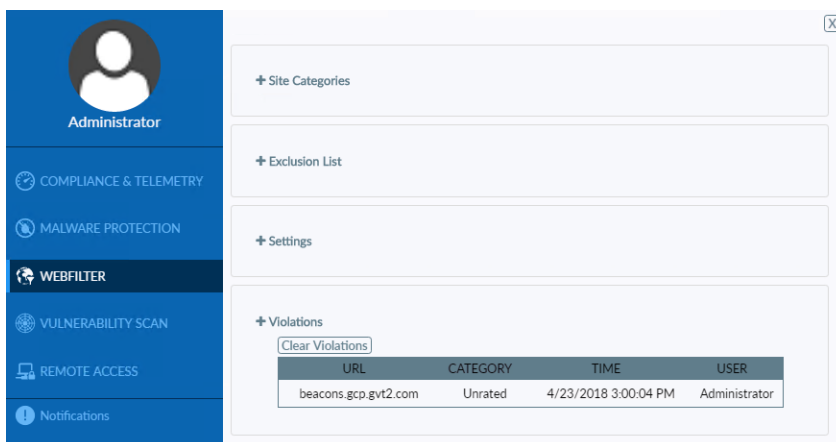 X
Administrator
COMPLIANCE & TELEMETRY
MALWARE PROTECTION
WEBFILTER
VULNERABILITY SCAN
REMOTE ACCESS
Notifications
+ Site Categories
+ Exclusion List
+ Settings
+ Violations
Clear Violations
URL CATEGORY TIME USER
beacons.gcp.gvt2.com Unrated 4/23/2018 3:00:04 PM Administrator